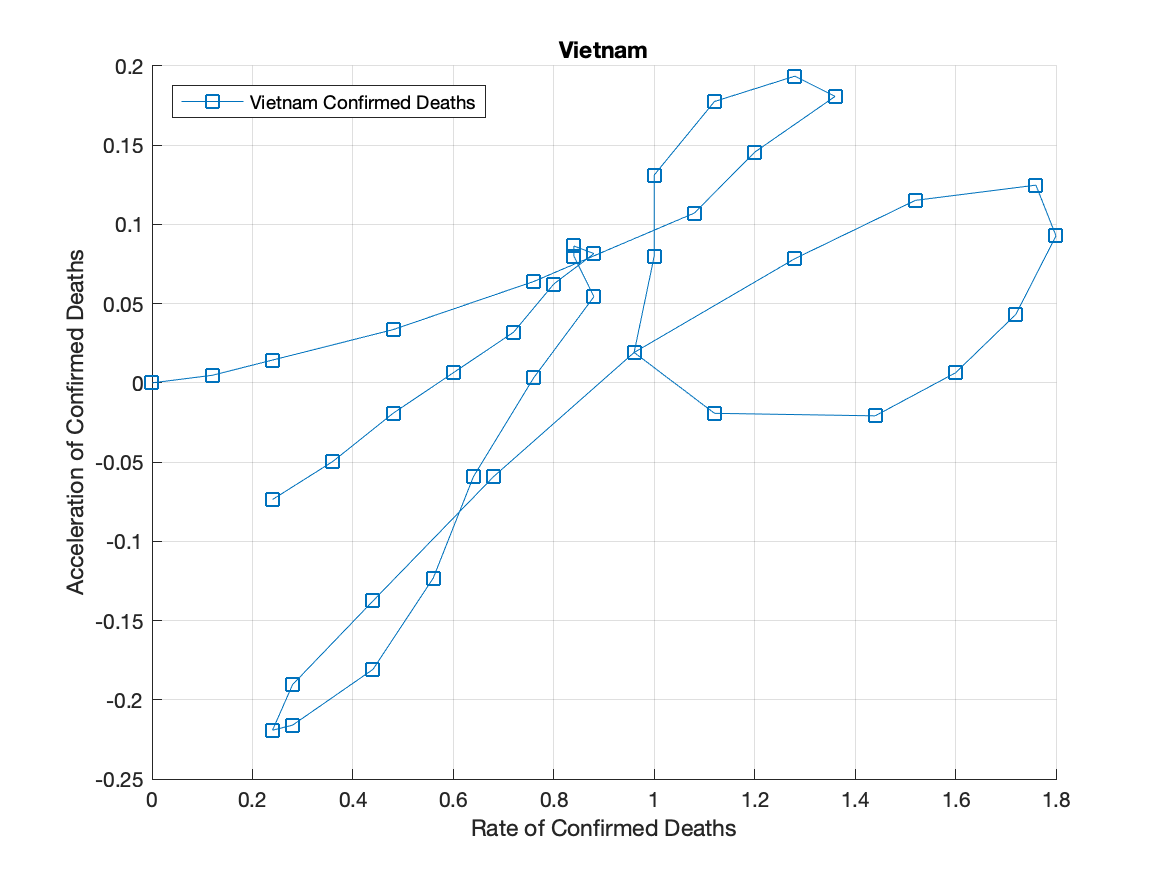 Vietnam
Vietnam Confirmed Deaths
Acceleration of Confirmed Deaths
0.2
0.15
0.1
0.05
0
-0.05
-0.1
-0.15
-0.2
-0.25
0 0.2 0.4 0.6 0.8 1 1.2 1.4 1.6 1.8
Rate of Confirmed Deaths